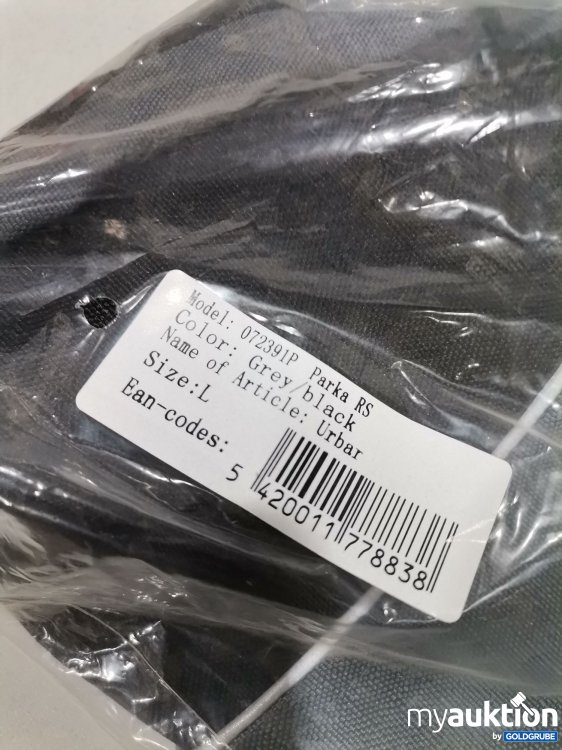 Model: 072391P Parka RS
Color: Grey/black
Name of Article: Urbar
Size:L
Ean-codes:
5 420011 778838
myauktion
by GOLDGRUBE